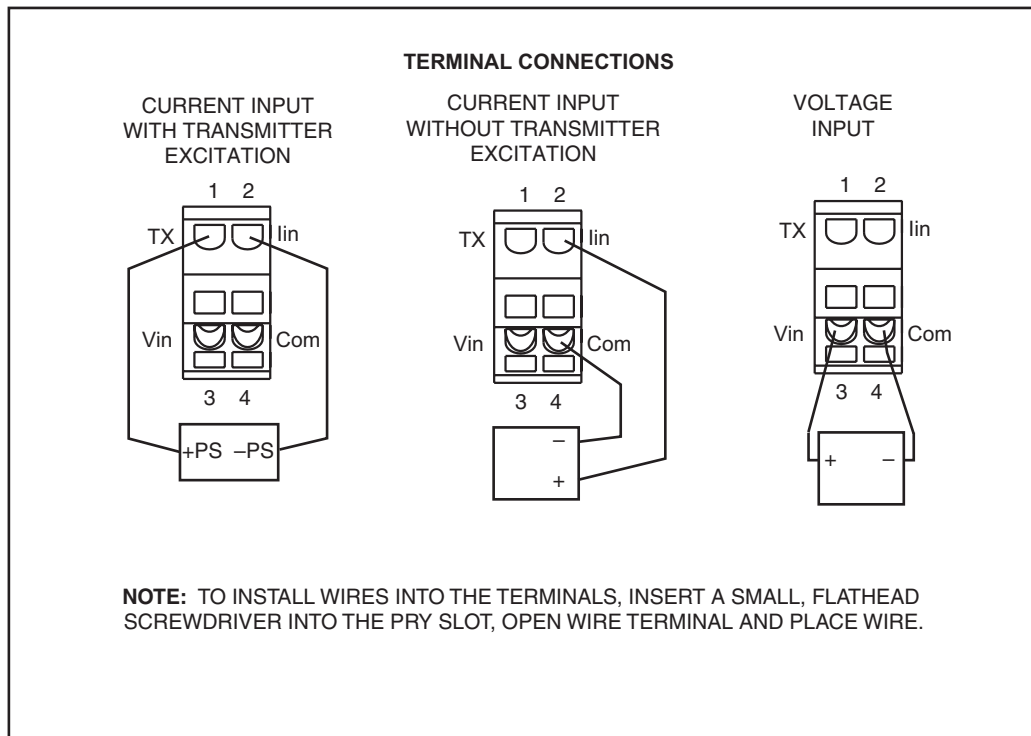 TERMINAL CONNECTIONS
CURRENT INPUT
WITH TRANSMITTER
EXCITATION
1 2
TX Iin
Vin Com
3 4
+PS –PS
CURRENT INPUT
WITHOUT TRANSMITTER
EXCITATION
1 2
TX Iin
Vin Com
3 4
–
+
VOLTAGE
INPUT
1 2
TX Iin
Vin Com
3 4
+ –
NOTE: TO INSTALL WIRES INTO THE TERMINALS, INSERT A SMALL, FLATHEAD
SCREWDRIVER INTO THE PRY SLOT, OPEN WIRE TERMINAL AND PLACE WIRE.